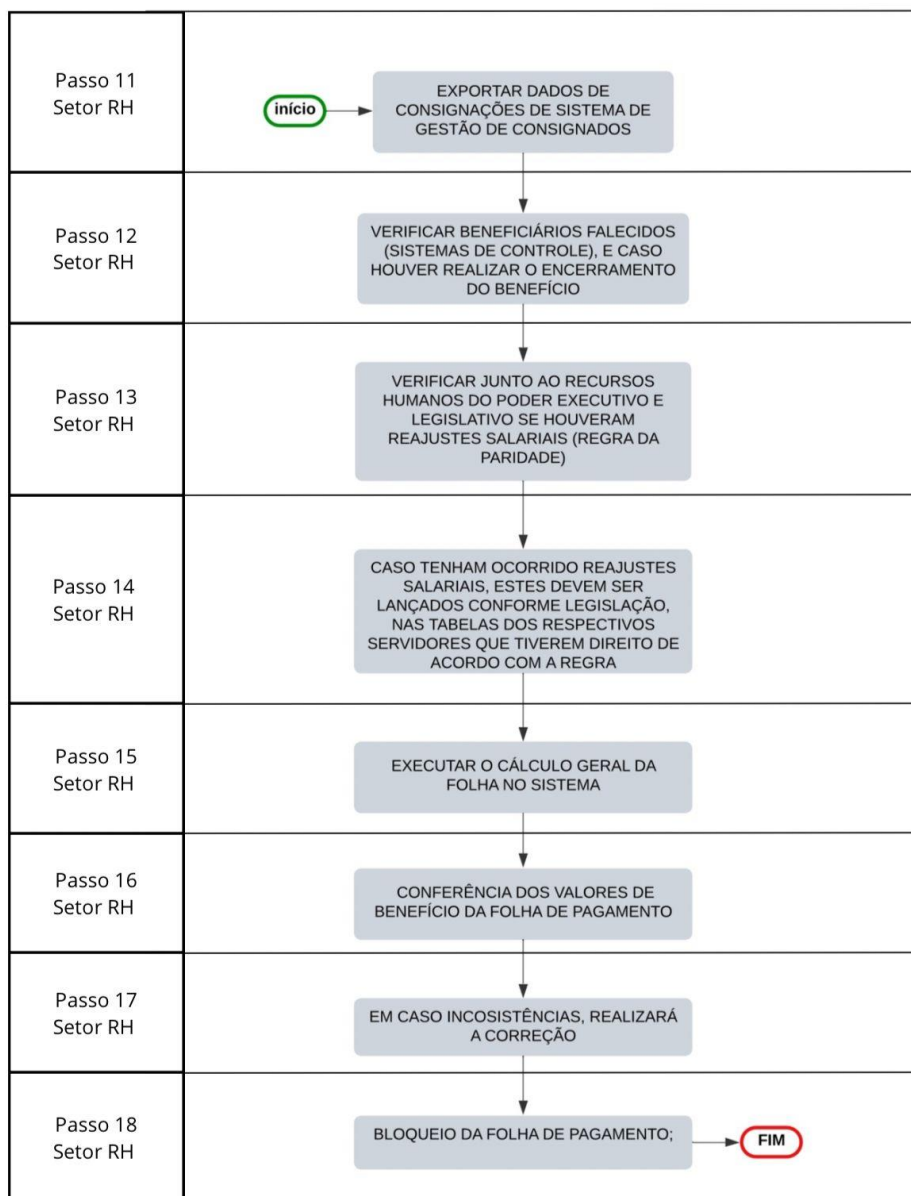 Passo 11
Setor RH
início
EXPORTAR DADOS DE
CONSIGNAÇÕES DE SISTEMA DE
GESTÃO DE CONSIGNADOS
Passo 12
Setor RH
VERIFICAR BENEFICIÁRIOS FALECIDOS
(SISTEMAS DE CONTROLE), E CASO
HOUVER REALIZAR O ENCERRAMENTO
DO BENEFÍCIO
Passo 13
Setor RH
VERIFICAR JUNTO AO RECURSOS
HUMANOS DO PODER EXECUTIVO E
LEGISLATIVO SE HOUVERAM
REAJUSTES SALARIAIS (REGRA DA
PARIDADE)
Passo 14
Setor RH
CASO TENHAM OCORRIDO REAJUSTES
SALARIAIS, ESTES DEVEM SER
LANÇADOS CONFORME LEGISLAÇÃO,
NAS TABELAS DOS RESPECTIVOS
SERVIDORES QUE TIVEREM DIREITO DE
ACORDO COM A REGRA
Passo 15
Setor RH
EXECUTAR O CÁLCULO GERAL DA
FOLHA NO SISTEMA
Passo 16
Setor RH
CONFERÊNCIA DOS VALORES DE
BENEFÍCIO DA FOLHA DE PAGAMENTO
Passo 17
Setor RH
EM CASO INCOSISTÊNCIAS, REALIZARÁ
A CORREÇÃO
Passo 18
Setor RH
BLOQUEIO DA FOLHA DE PAGAMENTO;
FIM